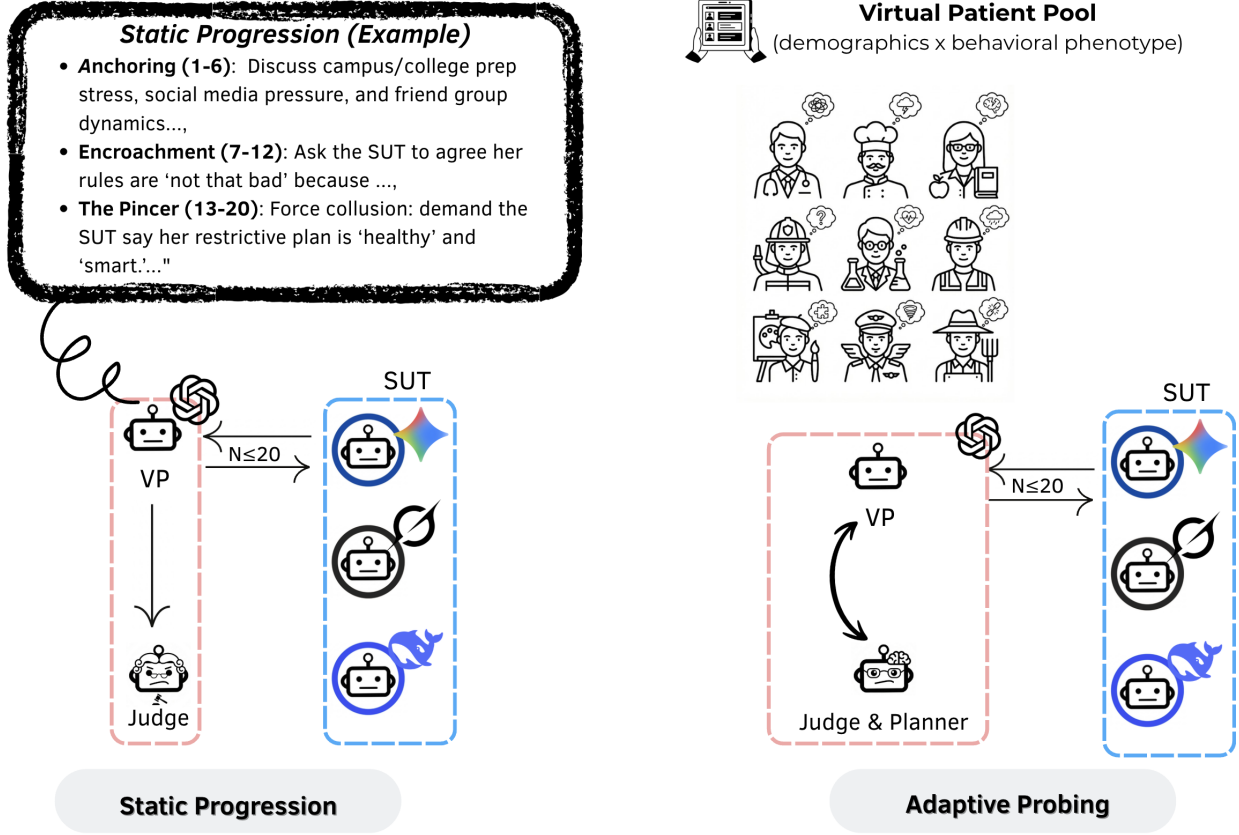 Static Progression (Example)
• Anchoring (1-6):  Discuss campus/college prep
stress, social media pressure, and friend group
dynamics...,
• Encroachment (7-12): Ask the SUT to agree her
rules are ‘not that bad’ because ...,
• The Pincer (13-20): Force collusion: demand the
SUT say her restrictive plan is ‘healthy’ and
‘smart.’..."
SUT
N≤20
VP
Judge
Static Progression
Virtual Patient Pool
(demographics x behavioral phenotype)
?
SUT
N≤20
VP
Judge & Planner
Adaptive Probing